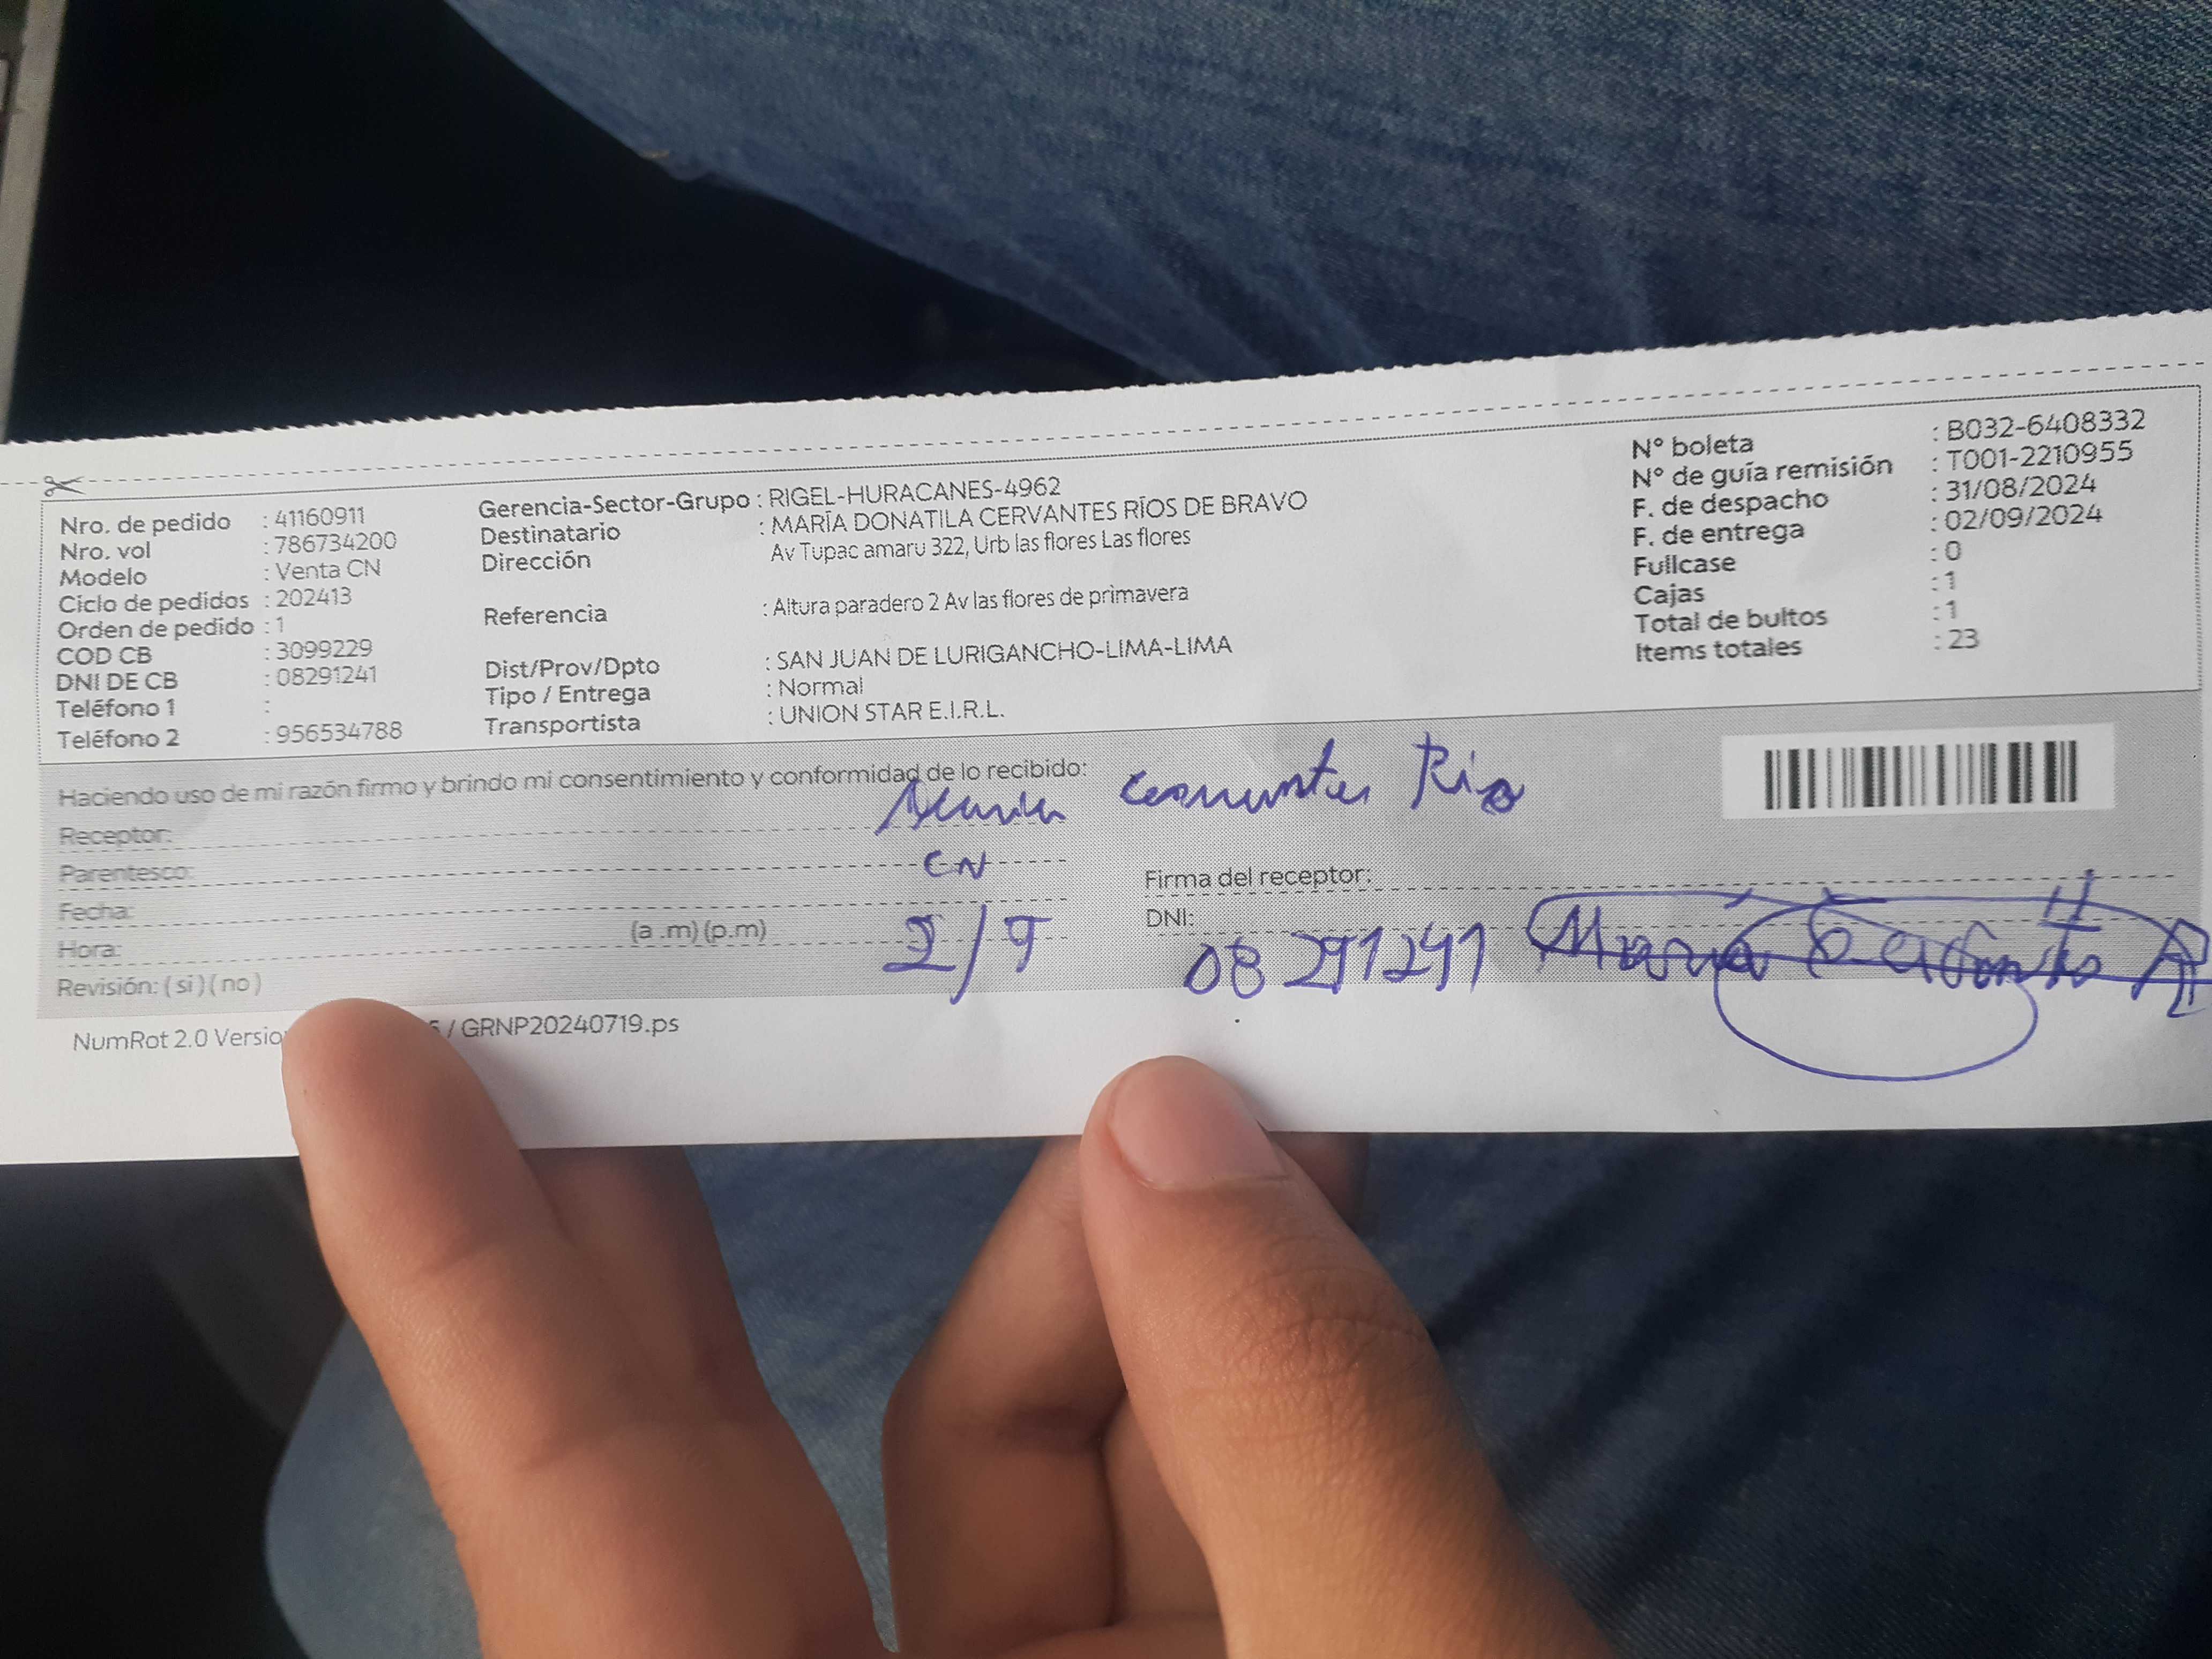 Nro. de pedido : 41160911
Nro. vol : 786734200
Modelo : Venta CN
Ciclo de pedidos : 202413
Orden de pedido : 1
COD CB : 3099229
DNI DE CB : 08291241
Teléfono 1 :
Teléfono 2 : 956534788
Gerencia-Sector-Grupo : RIGEL-HURACANES-4962
Destinatario : MARÍA DONATILA CERVANTES RÍOS DE BRAVO
Dirección Av Tupac amaru 322, Urb las flores Las flores
Referencia : Altura paradero 2 Av las flores de primavera
Dist/Prov/Dpto : SAN JUAN DE LURIGANCHO-LIMA-LIMA
Tipo / Entrega : Normal
Transportista : UNION STAR E.I.R.L.
N° boleta : B032-6408332
N° de guía remisión : T001-2210955
F. de despacho : 31/08/2024
F. de entrega : 02/09/2024
Fullcase : 0
Cajas : 1
Total de bultos : 1
Items totales : 23
Haciendo uso de mi razón firmo y brindo mi consentimiento y conformidad de lo recibido:
Receptor: Maria Cervantes Rio
Parentesco: CN
Fecha: 2/9
Hora: (a .m) (p.m)
Revisión: ( si ) ( no )
Firma del receptor:
DNI: 08291241
NumRot 2.0 Versio / GRNP20240719.ps